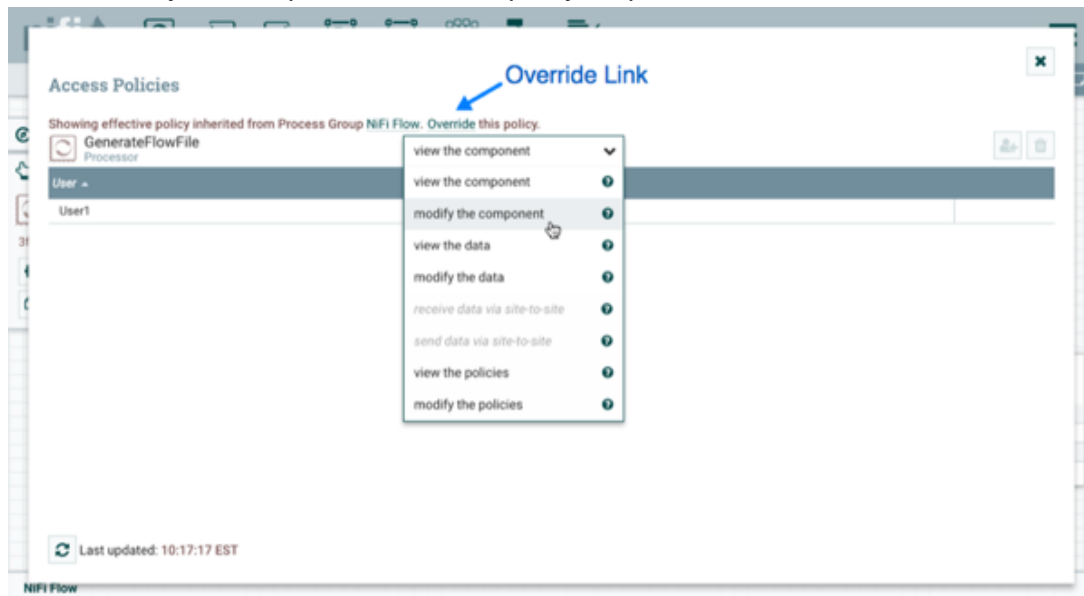 Override Link
Access Policies
Showing effective policy inherited from Process Group NiFi Flow. Override this policy.
GenerateFlowFile
Processor
view the component
User
view the component
User1
modify the component
view the data
modify the data
receive data via site-to-site
send data via site-to-site
view the policies
modify the policies
Last updated: 10:17:17 EST
NiFi Flow